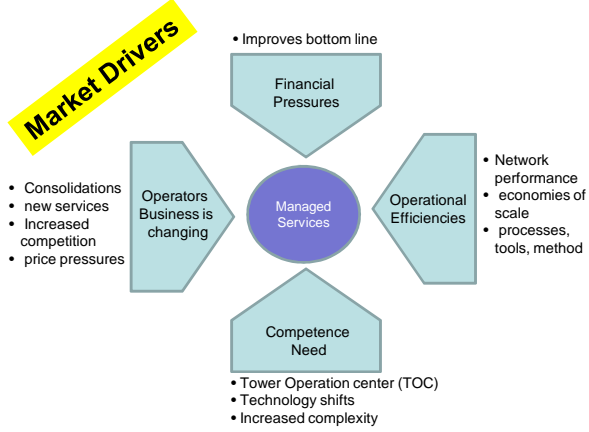 Market Drivers
• Improves bottom line
Financial
Pressures
• Consolidations
• new services
• Increased
competition
• price pressures
Operators
Business is
changing
Managed
Services
Operational
Efficiencies
• Network
performance
• economies of
scale
• processes,
tools, method
Competence
Need
• Tower Operation center (TOC)
• Technology shifts
• Increased complexity